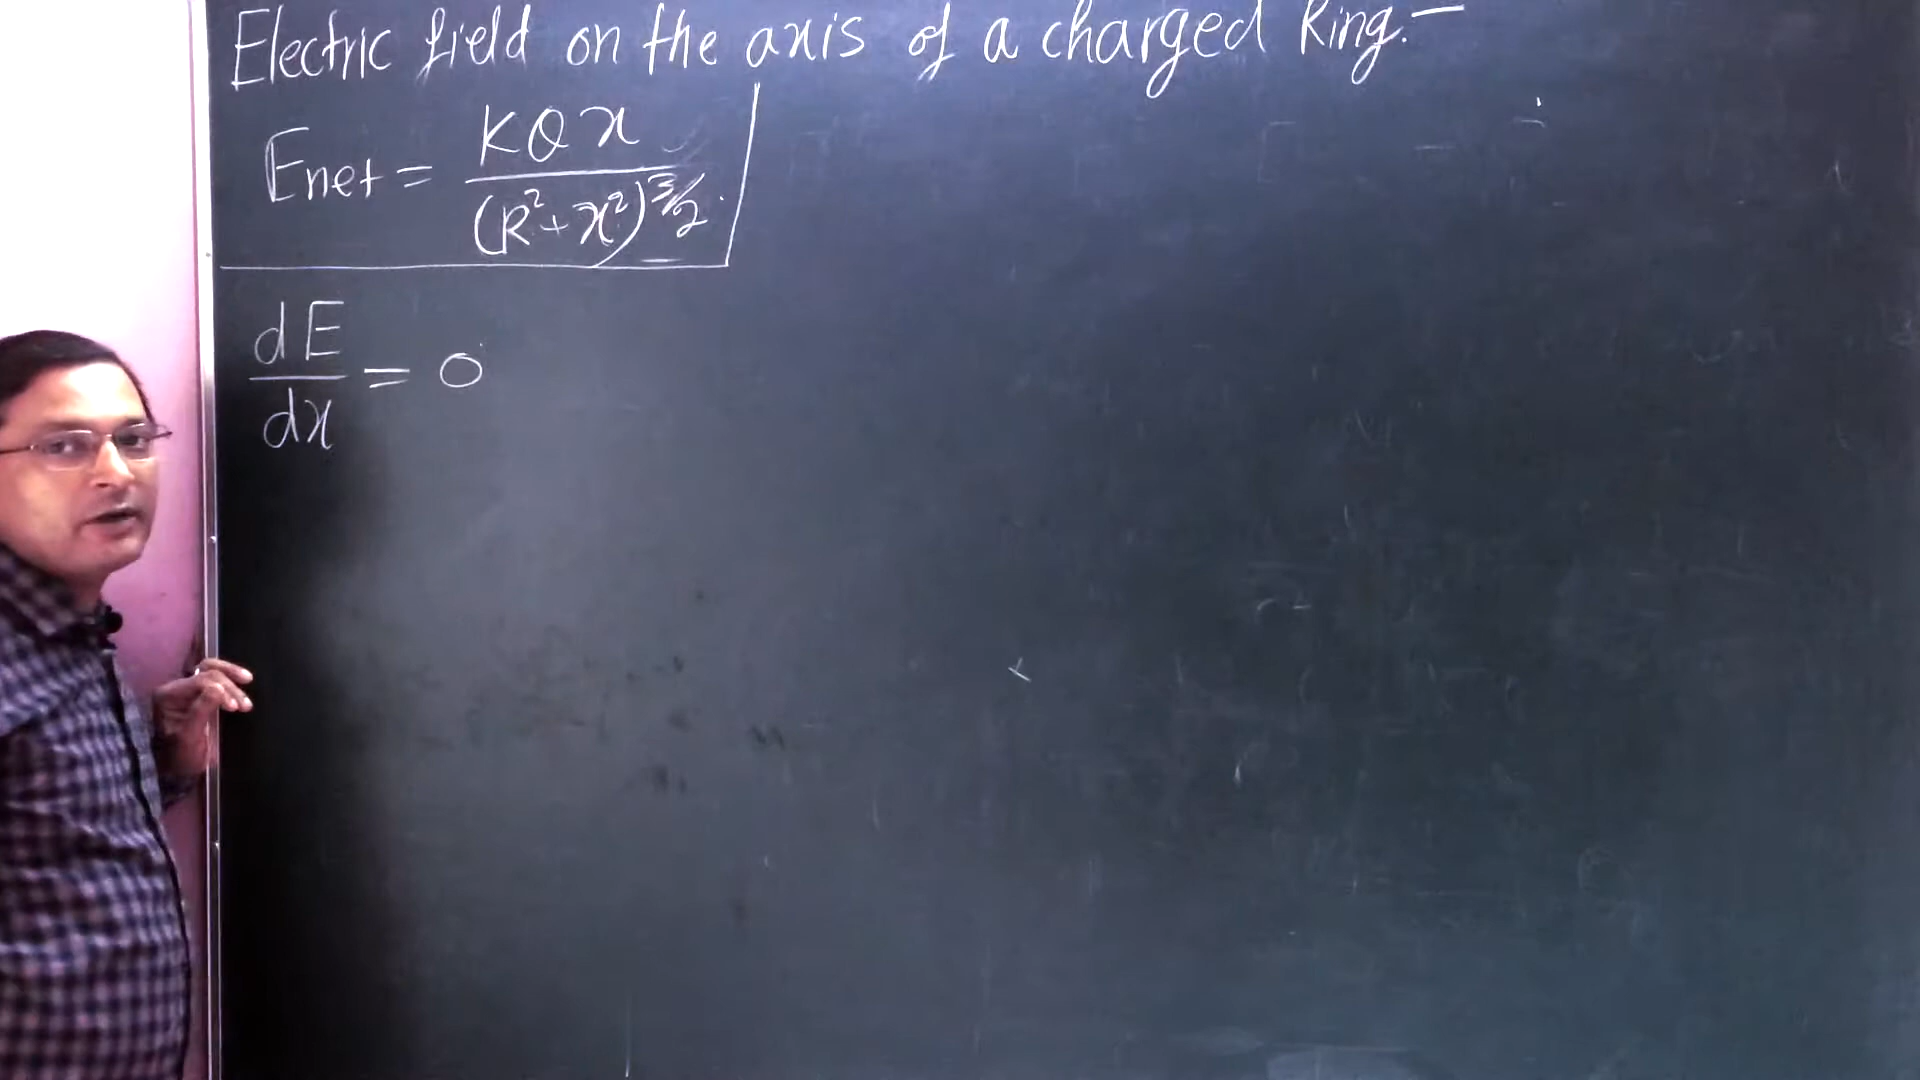 Electric field on the axis of a charged Ring.-
Enet = KQx / (R²+x²)^3/2.
dE/dx = 0